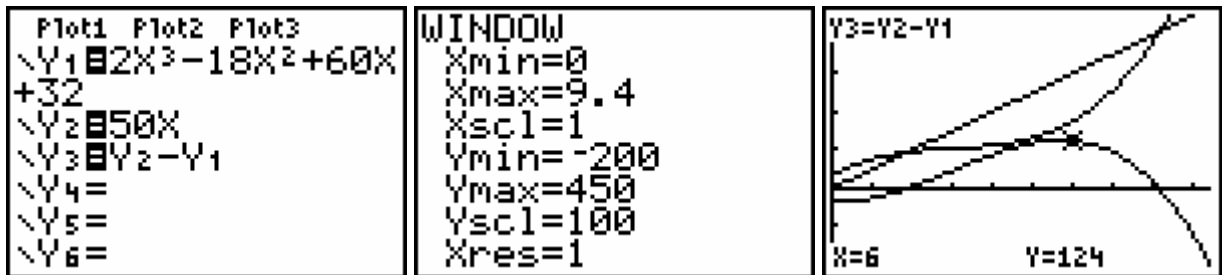 Plot1 Plot2 Plot3
\Y1=2X³-18X²+60X
+32
\Y2=50X
\Y3=Y2-Y1
\Y4=
\Y5=
\Y6=
WINDOW
Xmin=0
Xmax=9.4
Xscl=1
Ymin=-200
Ymax=450
Yscl=100
Xres=1
Y3=Y2-Y1
X=6 Y=124